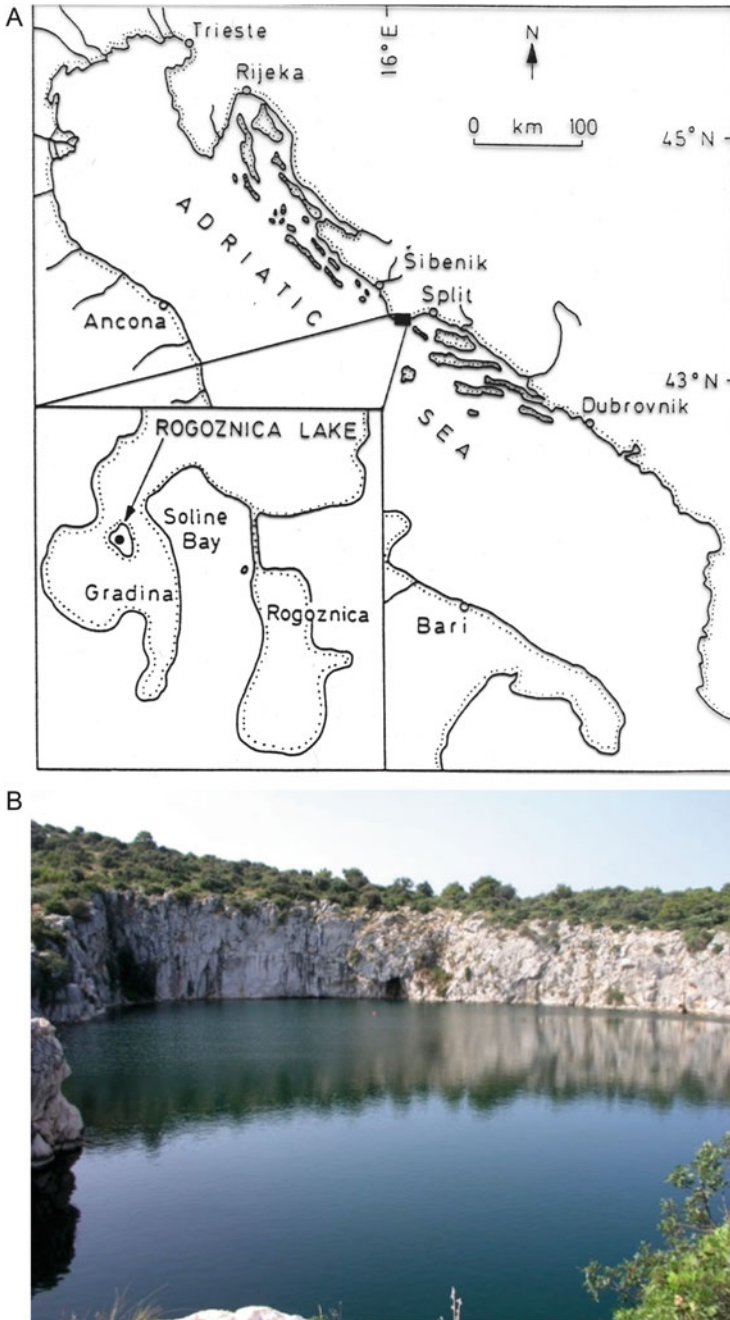 A
Trieste
Rijeka
16°E
N
0 km 100
45°N
ADRIATIC
Šibenik
Split
Ancona
43°N
Dubrovnik
SEA
ROGOZNICA LAKE
Soline
Bay
Gradina
Rogoznica
Bari
B